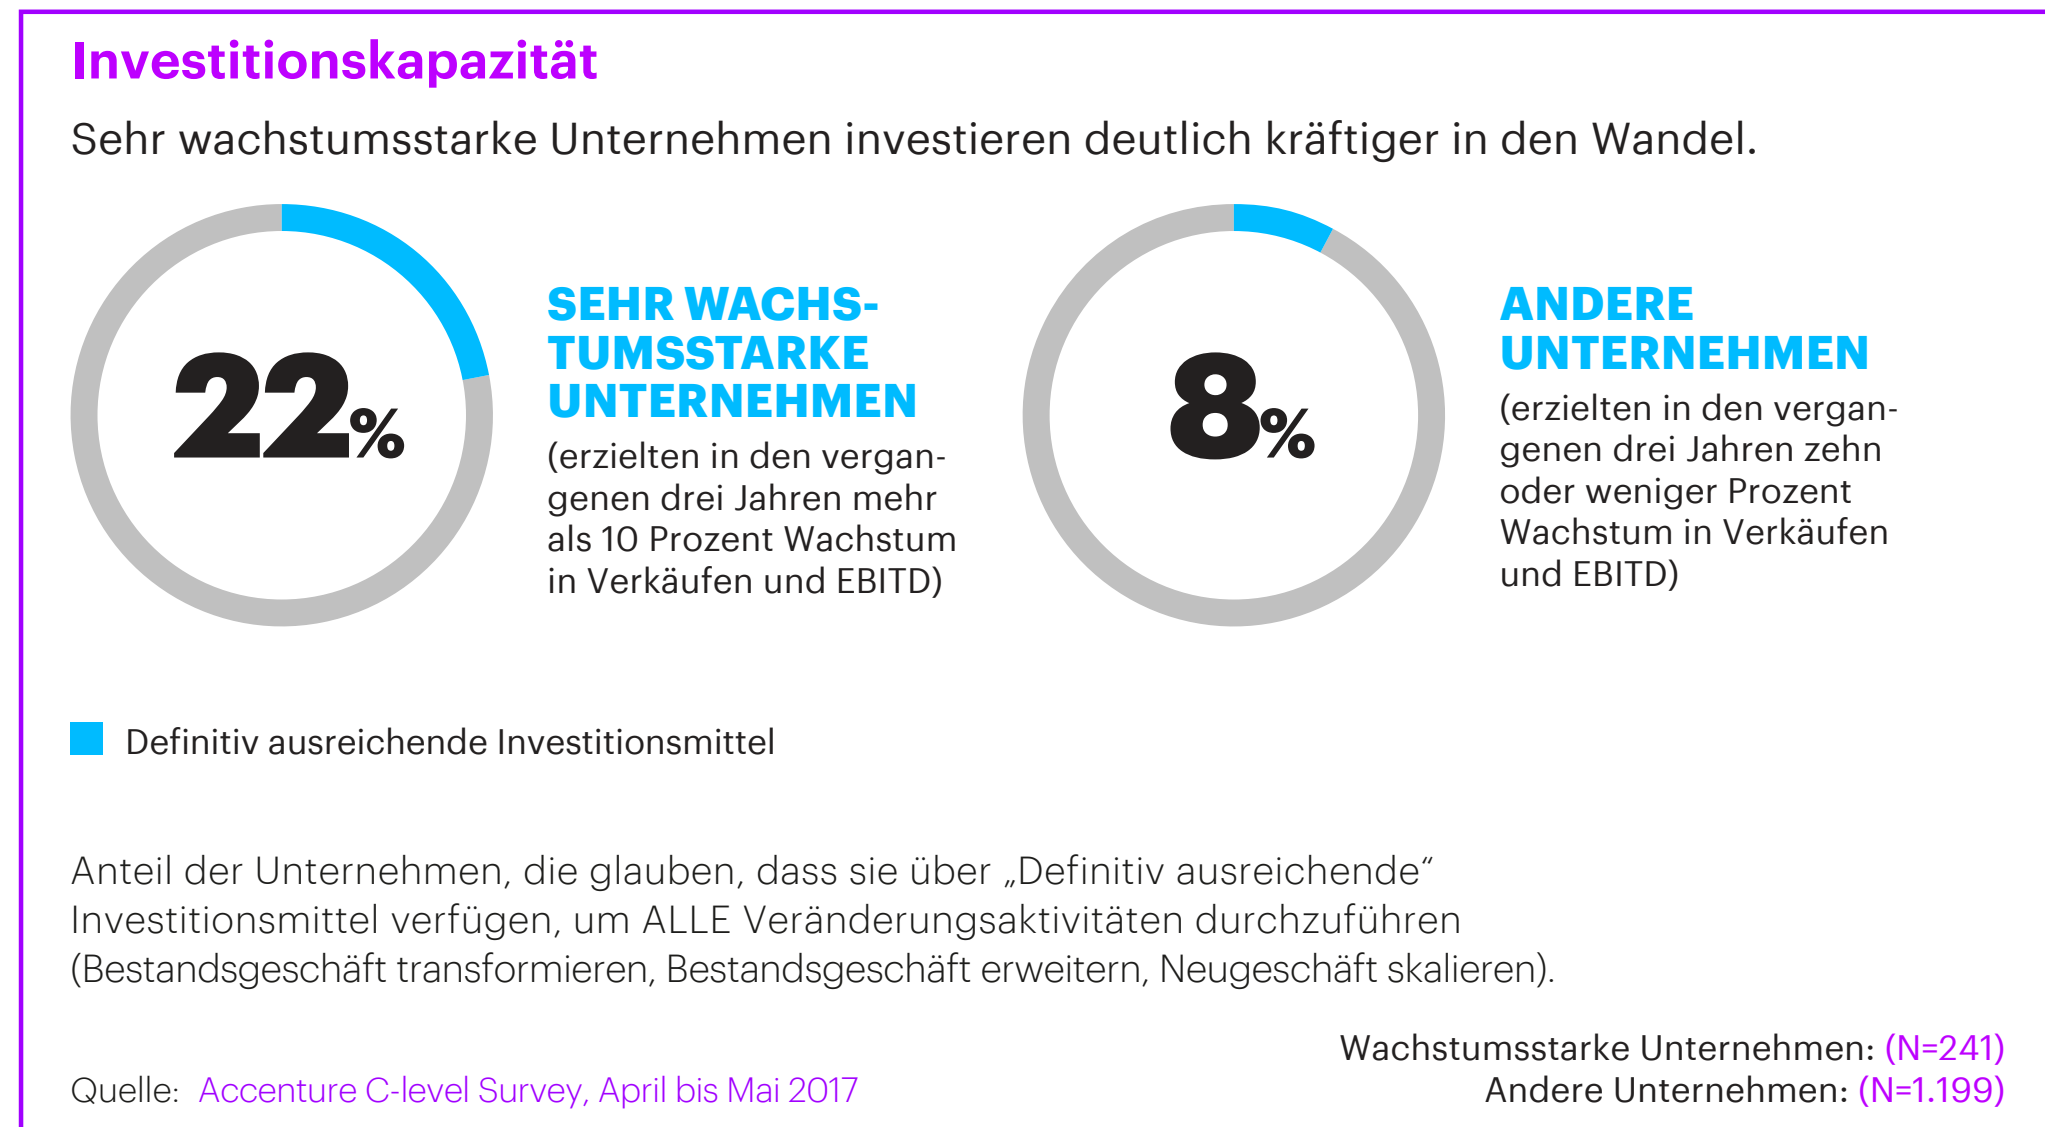 Investitionskapazität
Sehr wachstumsstarke Unternehmen investieren deutlich kräftiger in den Wandel.
22%
SEHR WACHS-
TUMSSTARKE
UNTERNEHMEN
(erzielten in den vergan-
genen drei Jahren mehr
als 10 Prozent Wachstum
in Verkäufen und EBITD)
8%
ANDERE
UNTERNEHMEN
(erzielten in den vergan-
genen drei Jahren zehn
oder weniger Prozent
Wachstum in Verkäufen
und EBITD)
Definitiv ausreichende Investitionsmittel
Anteil der Unternehmen, die glauben, dass sie über „Definitiv ausreichende“
Investitionsmittel verfügen, um ALLE Veränderungsaktivitäten durchzuführen
(Bestandsgeschäft transformieren, Bestandsgeschäft erweitern, Neugeschäft skalieren).
Wachstumsstarke Unternehmen: (N=241)
Quelle: Accenture C-level Survey, April bis Mai 2017
Andere Unternehmen: (N=1.199)